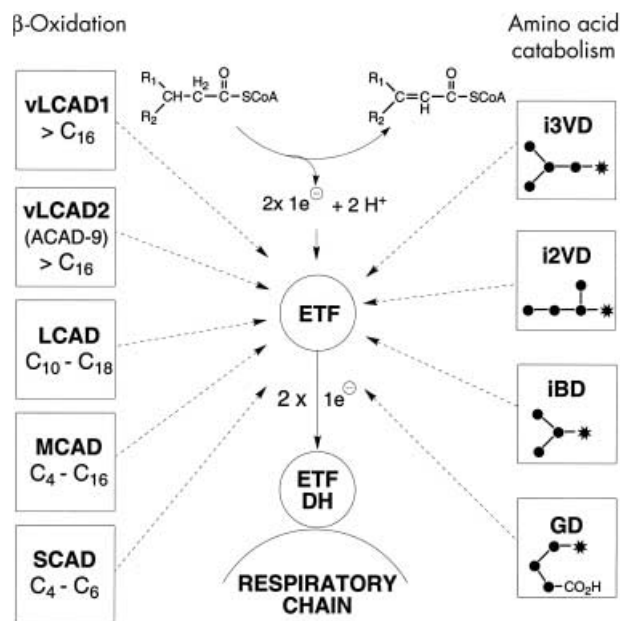 β-Oxidation
Amino acid
catabolism
vLCAD1
> C16
vLCAD2
(ACAD-9)
> C16
LCAD
C10 - C18
MCAD
C4 - C16
SCAD
C4 - C6
R1
R2
CH-C
H2
O
SCoA
R1
R2
C=C
H
C
O
SCoA
2x 1e⊖ + 2 H+
ETF
2 x 1e⊖
ETF
DH
RESPIRATORY
CHAIN
i3VD
i2VD
iBD
GD
CO2H